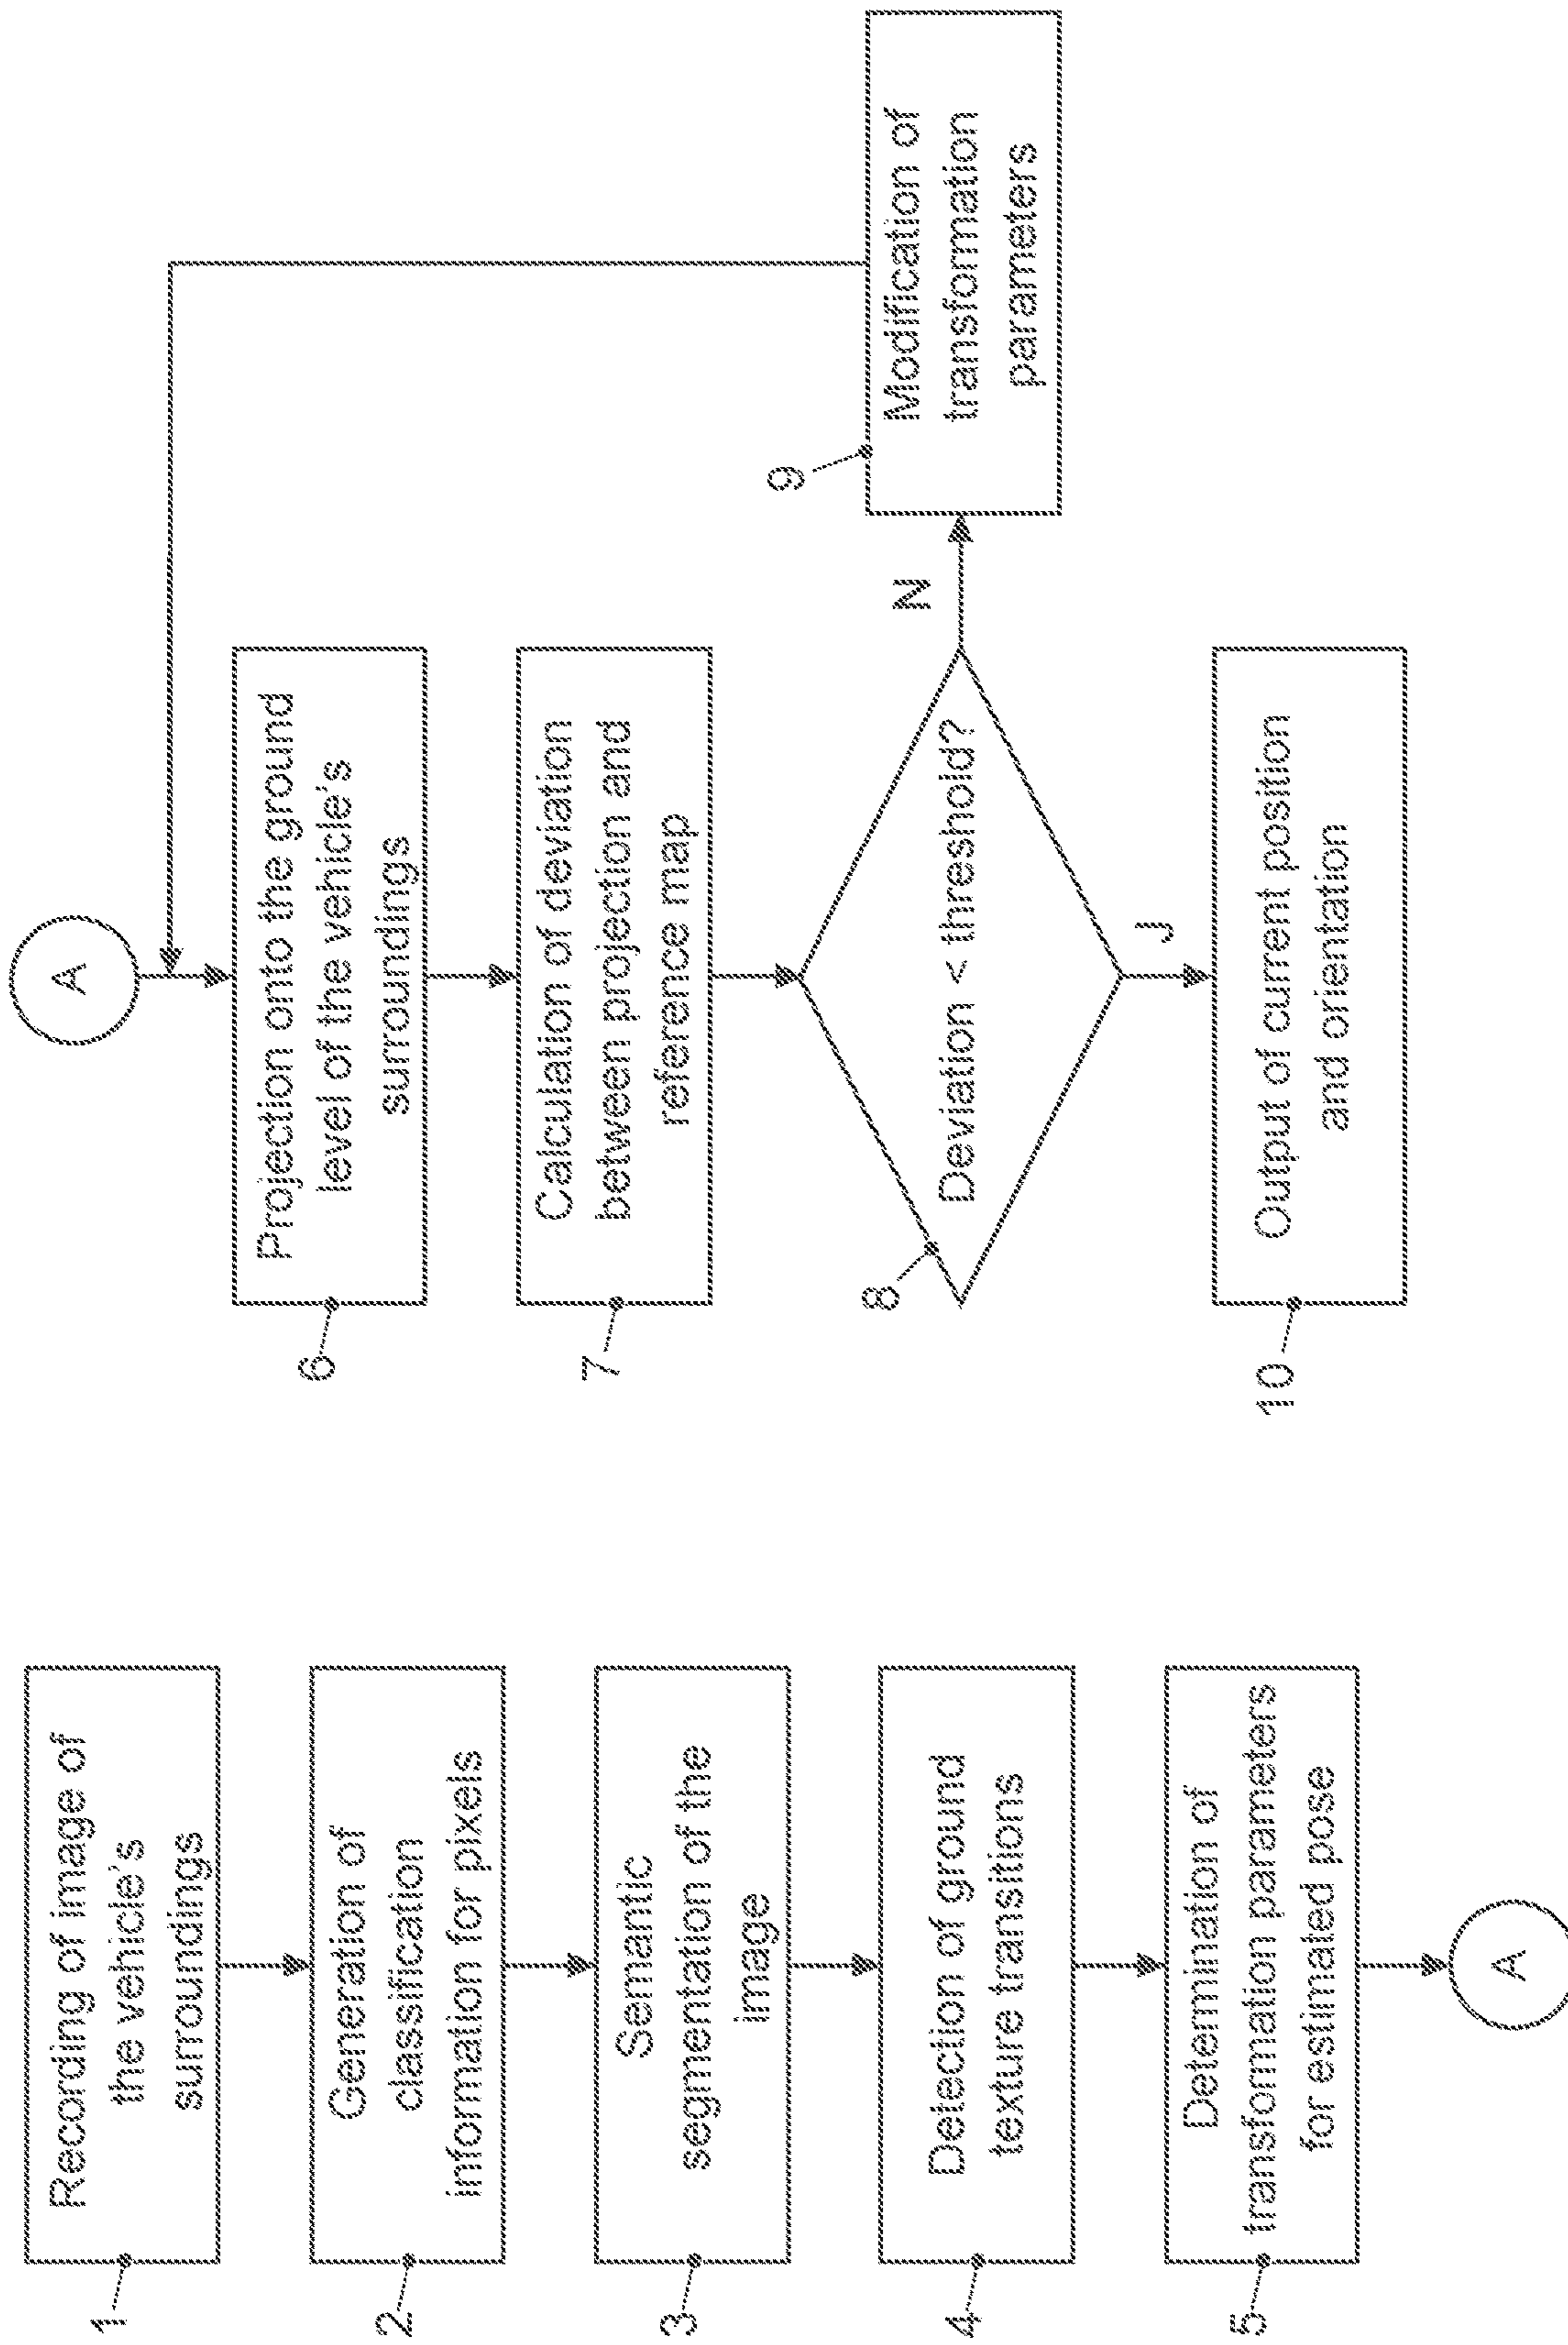 1
Recording of image of
the vehicle's
surroundings
2
Generation of
classification
information for pixels
3
Semantic
segmentation of the
image
4
Detection of ground
texture transitions
5
Determination of
transformation parameters
for estimated pose
A
A
6
Projection onto the ground
level of the vehicle's
surroundings
7
Calculation of deviation
between projection and
reference map
8
Deviation < threshold?
N
9
Modification of
transformation
parameters
J
10
Output of current position
and orientation